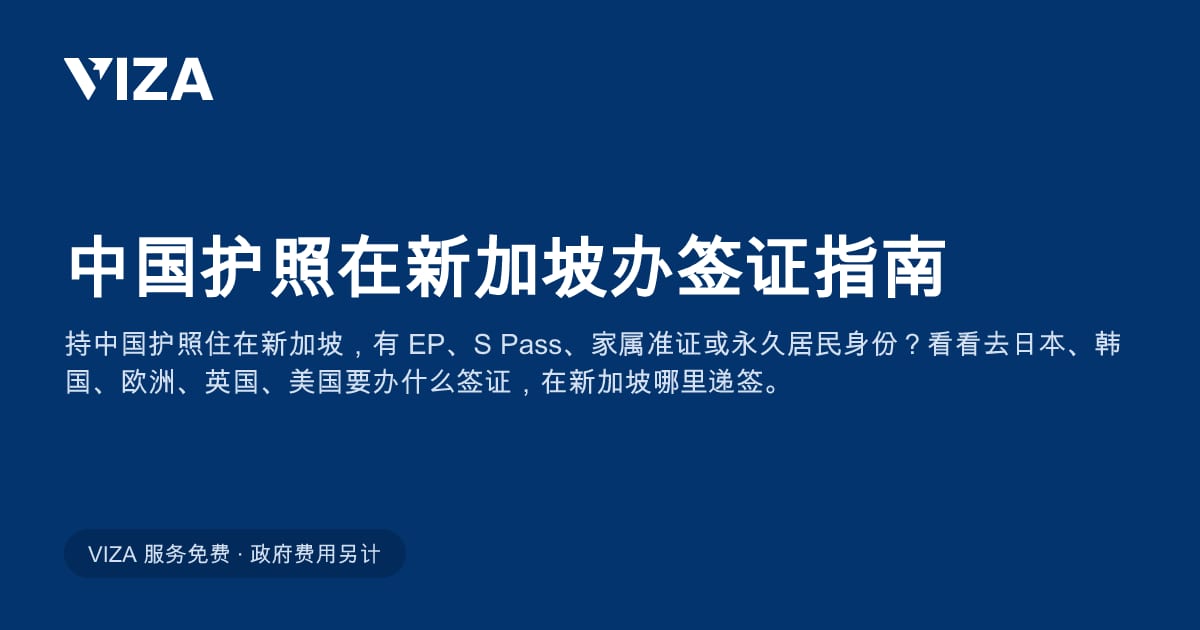 VIZA
中国护照在新加坡办签证指南
持中国护照住在新加坡，有 EP、S Pass、家属准证或永久居民身份？看看去日本、韩
国、欧洲、英国、美国要办什么签证，在新加坡哪里递签。
VIZA 服务免费 · 政府费用另计